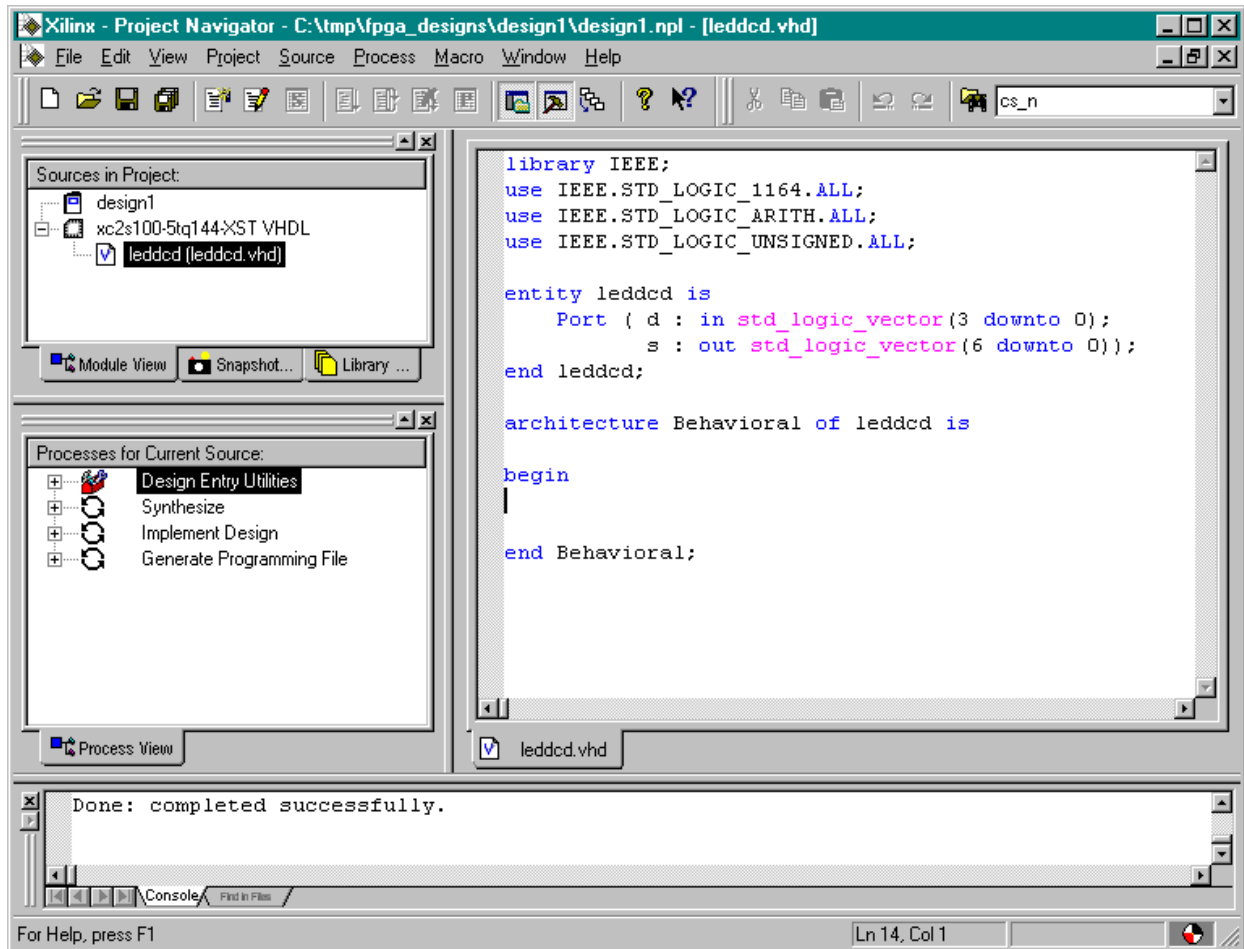 Xilinx - Project Navigator - C:\tmp\fpga_designs\design1\design1.npl - [leddcd.vhd]
File Edit View Project Source Process Macro Window Help
cs_n
Sources in Project:
design1
xc2s100-5tq144-XST VHDL
leddcd (leddcd.vhd)
Module View Snapshot... Library ...
Processes for Current Source:
Design Entry Utilities
Synthesize
Implement Design
Generate Programming File
Process View
library IEEE;
use IEEE.STD_LOGIC_1164.ALL;
use IEEE.STD_LOGIC_ARITH.ALL;
use IEEE.STD_LOGIC_UNSIGNED.ALL;
entity leddcd is
Port ( d : in std_logic_vector(3 downto 0);
s : out std_logic_vector(6 downto 0));
end leddcd;
architecture Behavioral of leddcd is
begin
end Behavioral;
leddcd.vhd
Done: completed successfully.
Console Find in Files
For Help, press F1 Ln 14, Col 1